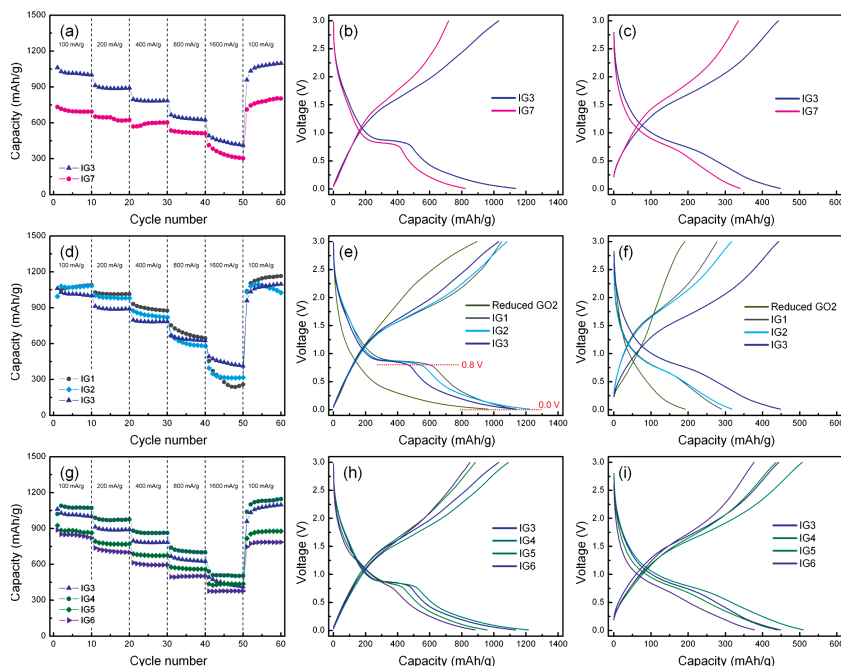 (a)
100 mA/g 200 mA/g 400 mA/g 800 mA/g 1600 mA/g 100 mA/g
1500
1200
900
600
300
0
Capacity (mAh/g)
IG3
IG7
0 10 20 30 40 50 60
Cycle number
(b)
3.0
2.5
2.0
1.5
1.0
0.5
0.0
Voltage (V)
IG3
IG7
0 200 400 600 800 1000 1200 1400
Capacity (mAh/g)
(c)
3.0
2.5
2.0
1.5
1.0
0.5
0.0
Voltage (V)
IG3
IG7
0 100 200 300 400 500 600
Capacity (mAh/g)
(d)
100 mA/g 200 mA/g 400 mA/g 800 mA/g 1600 mA/g 100 mA/g
1500
1200
900
600
300
0
Capacity (mAh/g)
IG1
IG2
IG3
0 10 20 30 40 50 60
Cycle number
(e)
3.0
2.5
2.0
1.5
1.0
0.5
0.0
Voltage (V)
Reduced GO2
IG1
IG2
IG3
0.8 V
0.0 V
0 200 400 600 800 1000 1200 1400
Capacity (mAh/g)
(f)
3.0
2.5
2.0
1.5
1.0
0.5
0.0
Voltage (V)
Reduced GO2
IG1
IG2
IG3
0 100 200 300 400 500 600
Capacity (mAh/g)
(g)
100 mA/g 200 mA/g 400 mA/g 800 mA/g 1600 mA/g 100 mA/g
1500
1200
900
600
300
0
Capacity (mAh/g)
IG3
IG4
IG5
IG6
0 10 20 30 40 50 60
Cycle number
(h)
3.0
2.5
2.0
1.5
1.0
0.5
0.0
Voltage (V)
IG3
IG4
IG5
IG6
0 200 400 600 800 1000 1200 1400
Capacity (mAh/g)
(i)
3.0
2.5
2.0
1.5
1.0
0.5
0.0
Voltage (V)
IG3
IG4
IG5
IG6
0 100 200 300 400 500 600
Capacity (mAh/g)